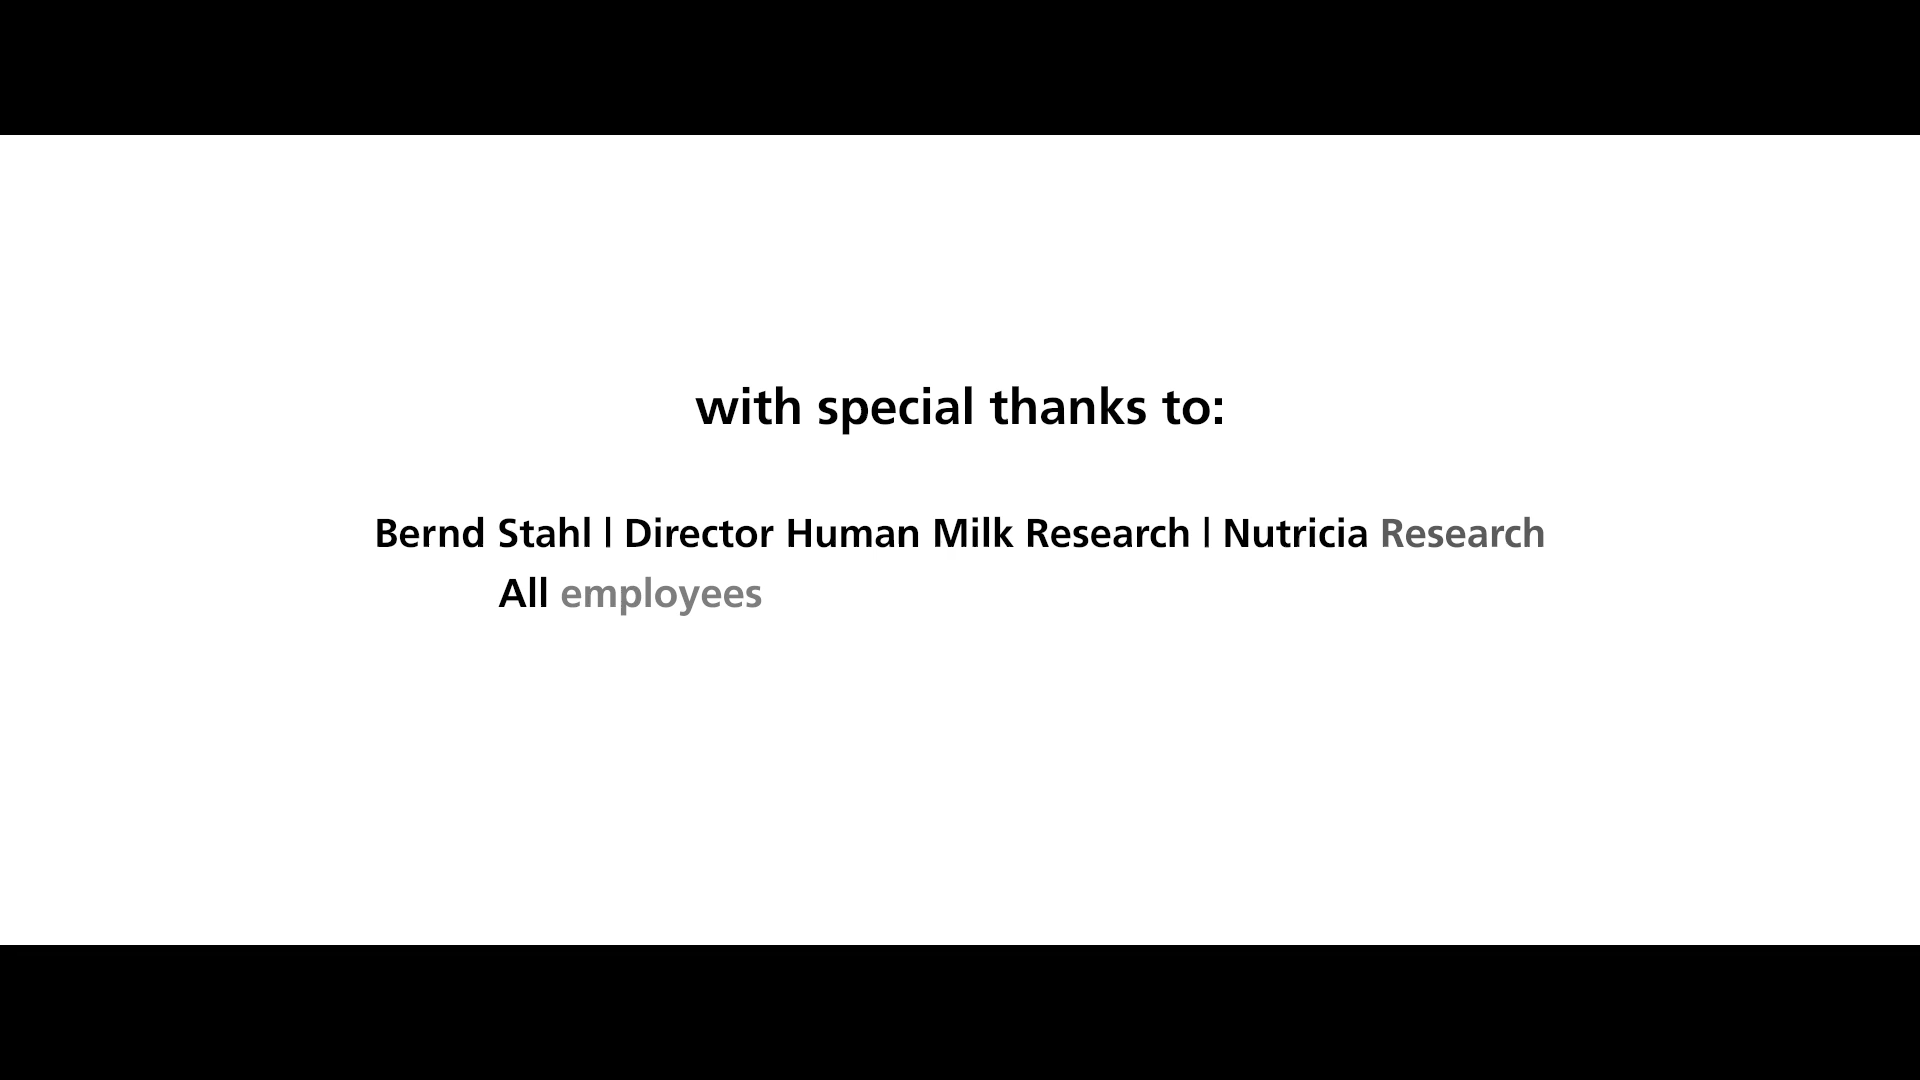 with special thanks to:
Bernd Stahl | Director Human Milk Research | Nutricia Research
All employees